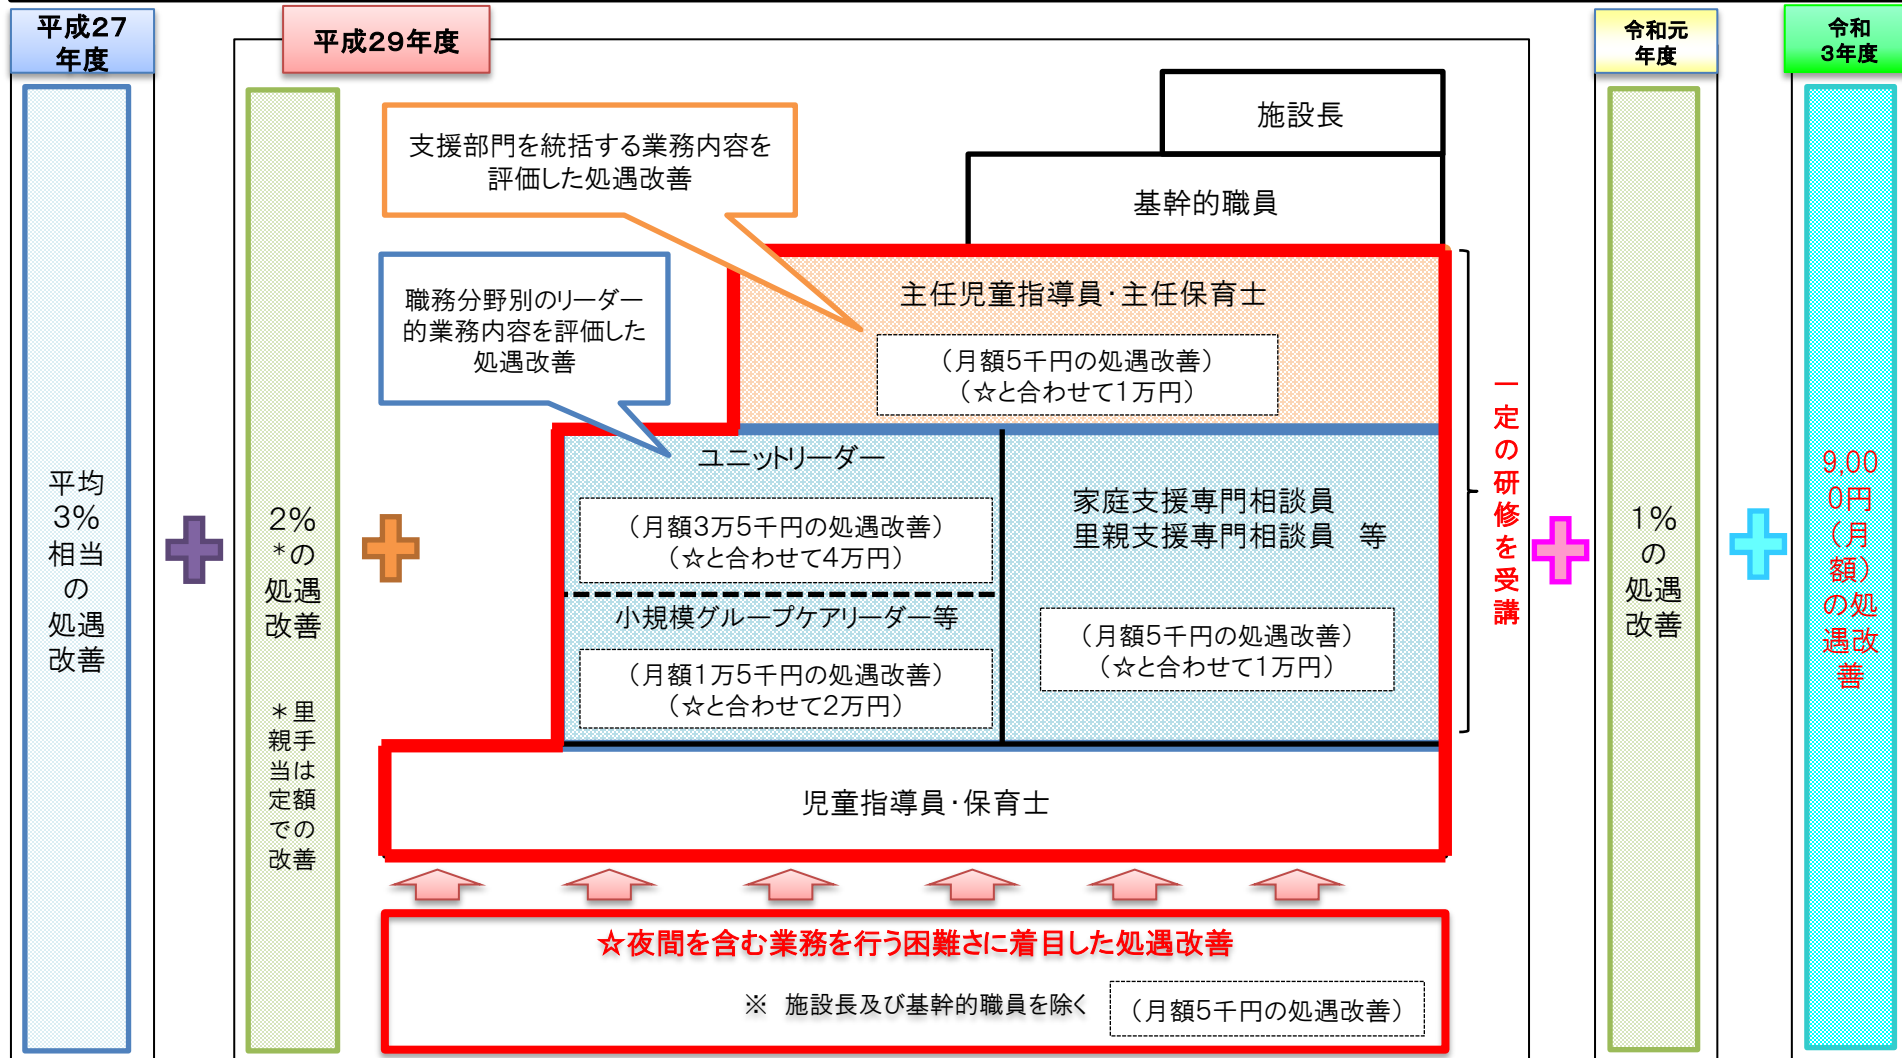 平成27
年度
平均
3%
相当
の
処遇
改善
平成29年度
2%
*の
処遇
改善
＊里
親手
当は
定額
での
改善
支援部門を統括する業務内容を
評価した処遇改善
職務分野別のリーダー
的業務内容を評価した
処遇改善
施設長
基幹的職員
主任児童指導員・主任保育士
（月額5千円の処遇改善）
（☆と合わせて1万円）
ユニットリーダー
（月額3万5千円の処遇改善）
（☆と合わせて4万円）
小規模グループケアリーダー等
（月額1万5千円の処遇改善）
（☆と合わせて2万円）
家庭支援専門相談員
里親支援専門相談員　等
（月額5千円の処遇改善）
（☆と合わせて1万円）
児童指導員・保育士
一定の研修を受講
☆夜間を含む業務を行う困難さに着目した処遇改善
※　施設長及び基幹的職員を除く
（月額5千円の処遇改善）
令和元
年度
1%
の
処遇
改善
令和
3年度
9,00
0円
（月
額）
の処
遇改
善